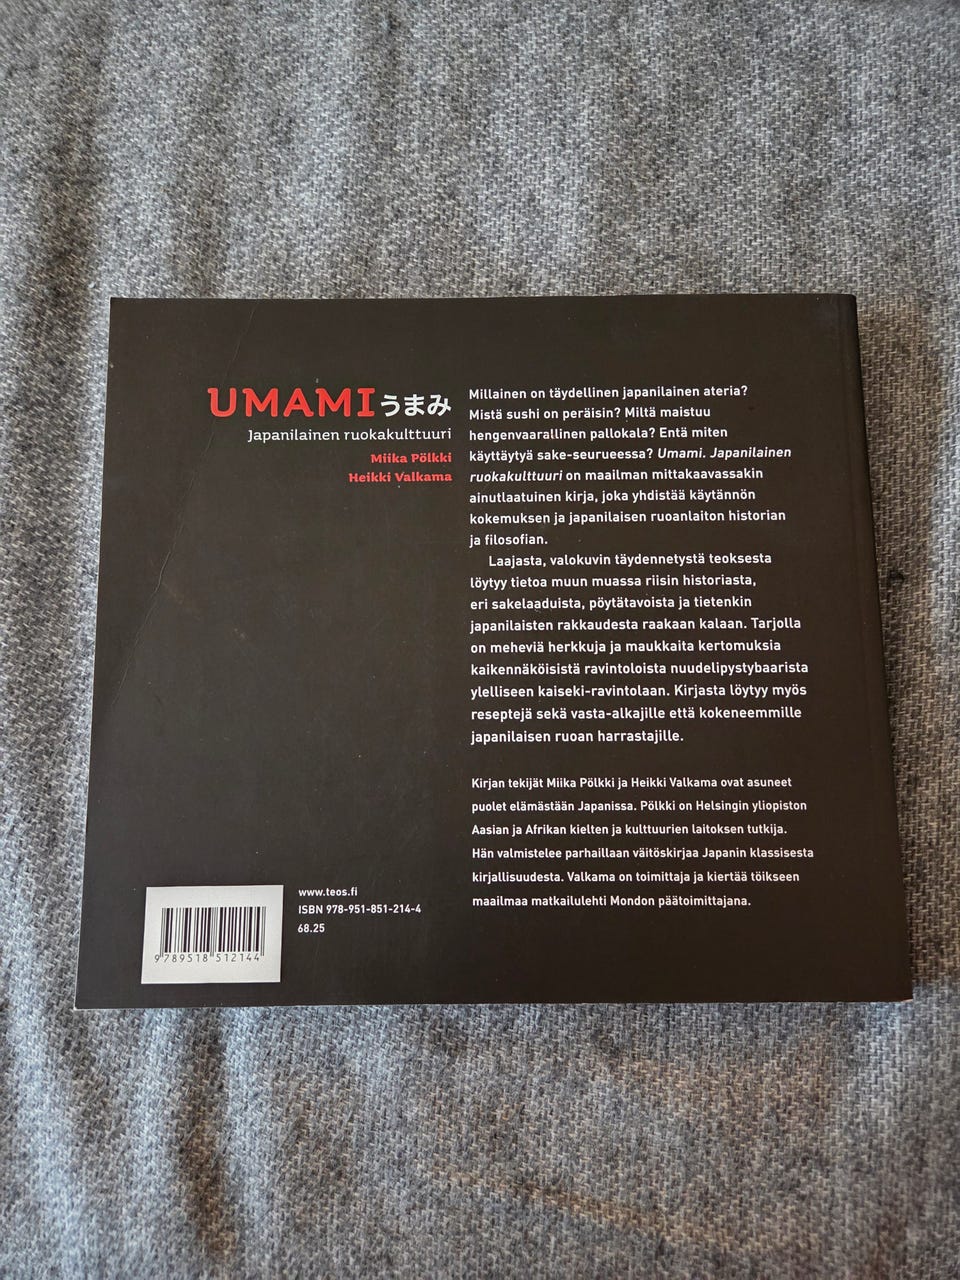 UMAMI うまみ
Japanilainen ruokakulttuuri
Miika Pölkki
Heikki Valkama
Millainen on täydellinen japanilainen ateria?
Mistä sushi on peräisin? Miltä maistuu
hengenvaarallinen pallokala? Entä miten
käyttäytyä sake-seurueessa? Umami. Japanilainen
ruokakulttuuri on maailman mittakaavassakin
ainutlaatuinen kirja, joka yhdistää käytännön
kokemuksen ja japanilaisen ruoanlaiton historian
ja filosofian.
Laajasta, valokuvin täydennetystä teoksesta
löytyy tietoa muun muassa riisin historiasta,
eri sakelaaduista, pöytätavoista ja tietenkin
japanilaisten rakkaudesta raakaan kalaan. Tarjolla
on meheviä herkkuja ja maukkaita kertomuksia
kaikennäköisistä ravintoloista nuudelipystybaarista
ylelliseen kaiseki-ravintolaan. Kirjasta löytyy myös
reseptejä sekä vasta-alkajille että kokeneemmille
japanilaisen ruoan harrastajille.
Kirjan tekijät Miika Pölkki ja Heikki Valkama ovat asuneet
puolet elämästään Japanissa. Pölkki on Helsingin yliopiston
Aasian ja Afrikan kielten ja kulttuurien laitoksen tutkija.
Hän valmistelee parhaillaan väitöskirjaa Japanin klassisesta
kirjallisuudesta. Valkama on toimittaja ja kiertää töikseen
maailmaa matkailulehti Mondon päätoimittajana.
www.teos.fi
ISBN 978-951-851-214-4
68.25
9 789518 512144